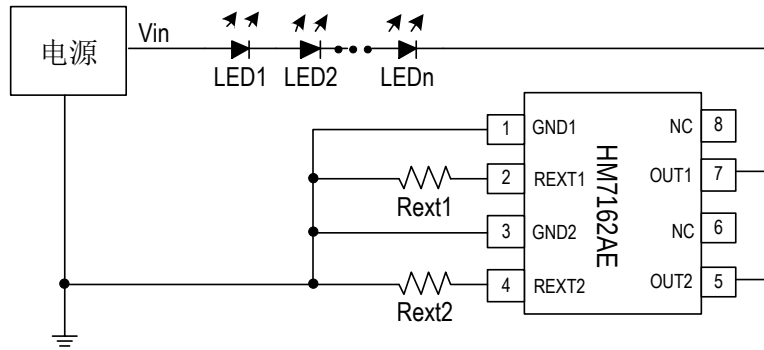 电源
Vin
LED1 LED2 LEDn
1 GND1 NC 8
2 REXT1 OUT1 7
Rext1
3 GND2 NC 6
4 REXT2 OUT2 5
Rext2
HM7162AE